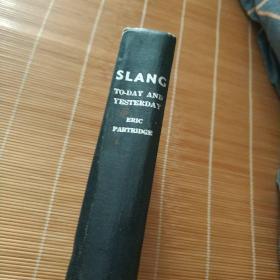 SLANG
TO-DAY AND
YESTERDAY
ERIC
PARTRIDGE